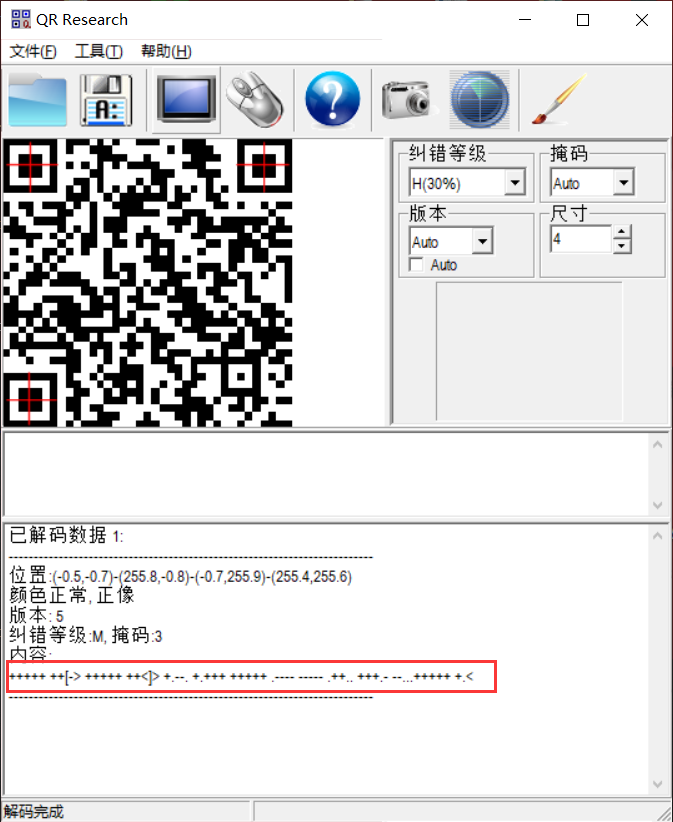 QR Research
文件(F) 工具(T) 帮助(H)
A:
?
纠错等级
H(30%)
掩码
Auto
版本
Auto
Auto
尺寸
4
已解码数据 1:
-----------------------------------------------------------------------
位置:(-0.5,-0.7)-(255.8,-0.8)-(-0.7,255.9)-(255.4,255.6)
颜色正常, 正像
版本: 5
纠错等级:M, 掩码:3
内容:
+++++ ++[-> +++++ ++<]> +.--. +.+++ +++++ .---- ----- .++.. +++.- --...+++++ +.<
-----------------------------------------------------------------------
解码完成